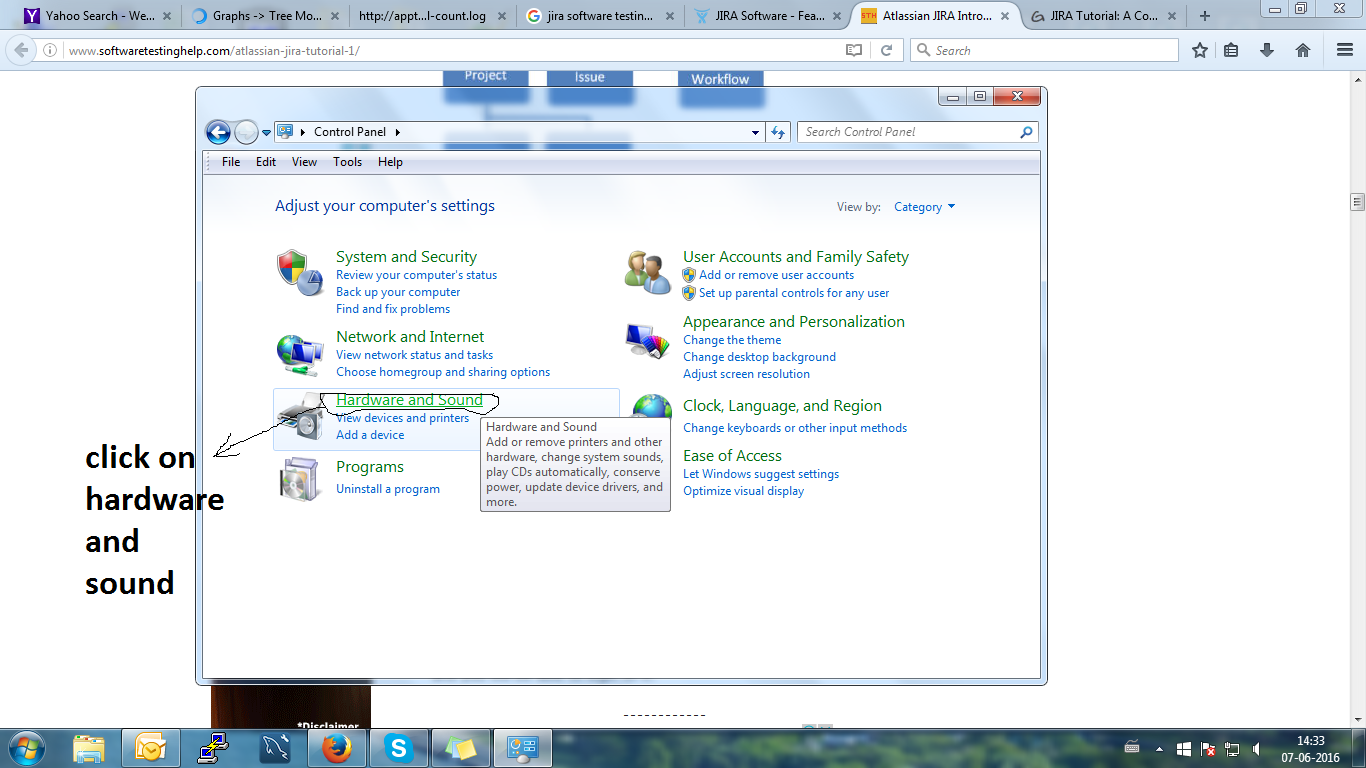 Yahoo Search - We...
Graphs -> Tree Mo...
http://appt...l-count.log
jira software testin...
JIRA Software - Fea...
Atlassian JIRA Intro...
JIRA Tutorial: A Co...
www.softwaretestinghelp.com/atlassian-jira-tutorial-1/
Search
Project
Issue
Workflow
Control Panel
Search Control Panel
File Edit View Tools Help
Adjust your computer's settings
View by: Category
System and Security
Review your computer's status
Back up your computer
Find and fix problems
Network and Internet
View network status and tasks
Choose homegroup and sharing options
Hardware and Sound
View devices and printers
Add a device
Programs
Uninstall a program
User Accounts and Family Safety
Add or remove user accounts
Set up parental controls for any user
Appearance and Personalization
Change the theme
Change desktop background
Adjust screen resolution
Clock, Language, and Region
Change keyboards or other input methods
Ease of Access
Let Windows suggest settings
Optimize visual display
Hardware and Sound
Add or remove printers and other
hardware, change system sounds,
play CDs automatically, conserve
power, update device drivers, and
more.
click on
hardware
and
sound
*Disclaimer
14:33
07-06-2016